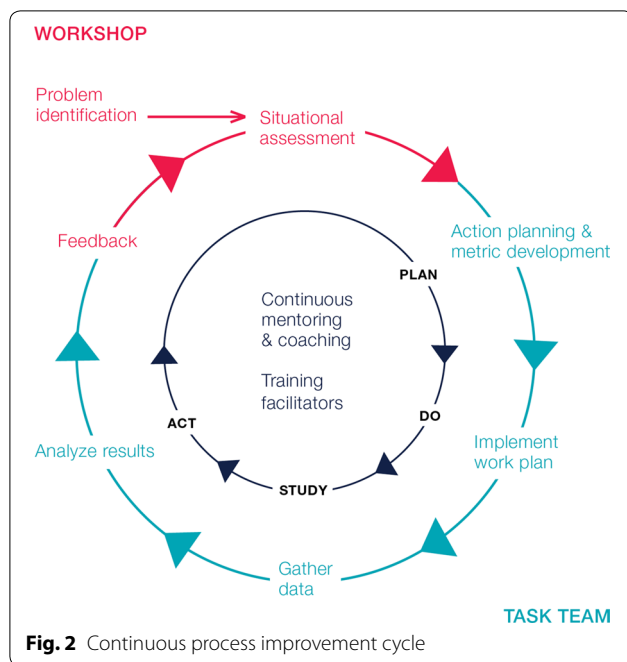 WORKSHOP
Problem
identification
Situational
assessment
Feedback
Action planning &
metric development
PLAN
Continuous
mentoring
& coaching
Training
facilitators
DO
ACT
Analyze results
Implement
work plan
STUDY
Gather
data
TASK TEAM
Fig. 2 Continuous process improvement cycle